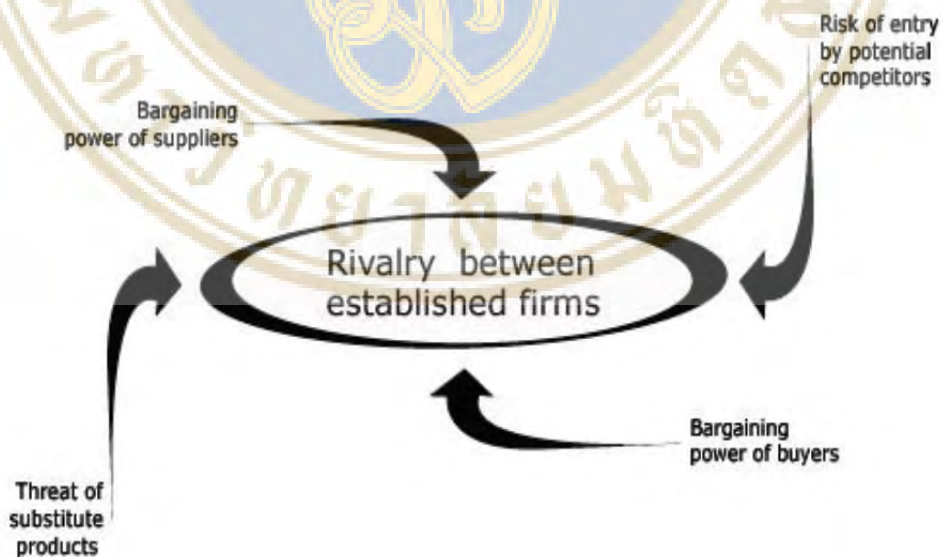 Risk of entry
by potential
competitors
Bargaining
power of suppliers
Rivalry between
established firms
Bargaining
power of buyers
Threat of
substitute
products